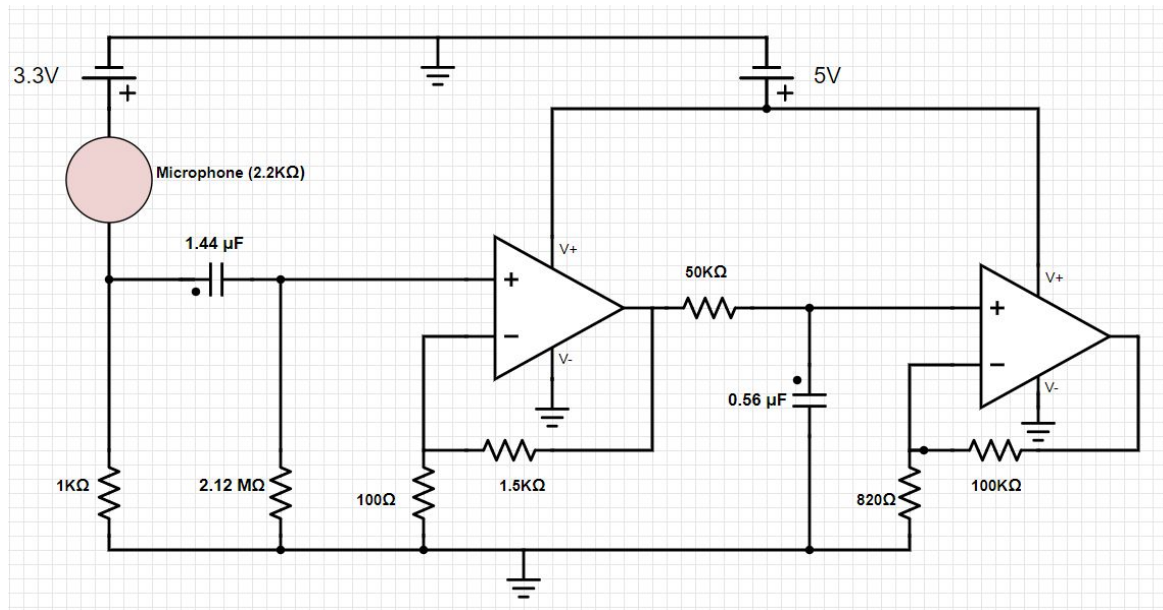 3.3V
+
5V
+
Microphone (2.2KΩ)
1.44 µF
V+
+
−
V-
50KΩ
V+
+
−
V-
0.56 µF
1KΩ
2.12 MΩ
100Ω
1.5KΩ
820Ω
100KΩ